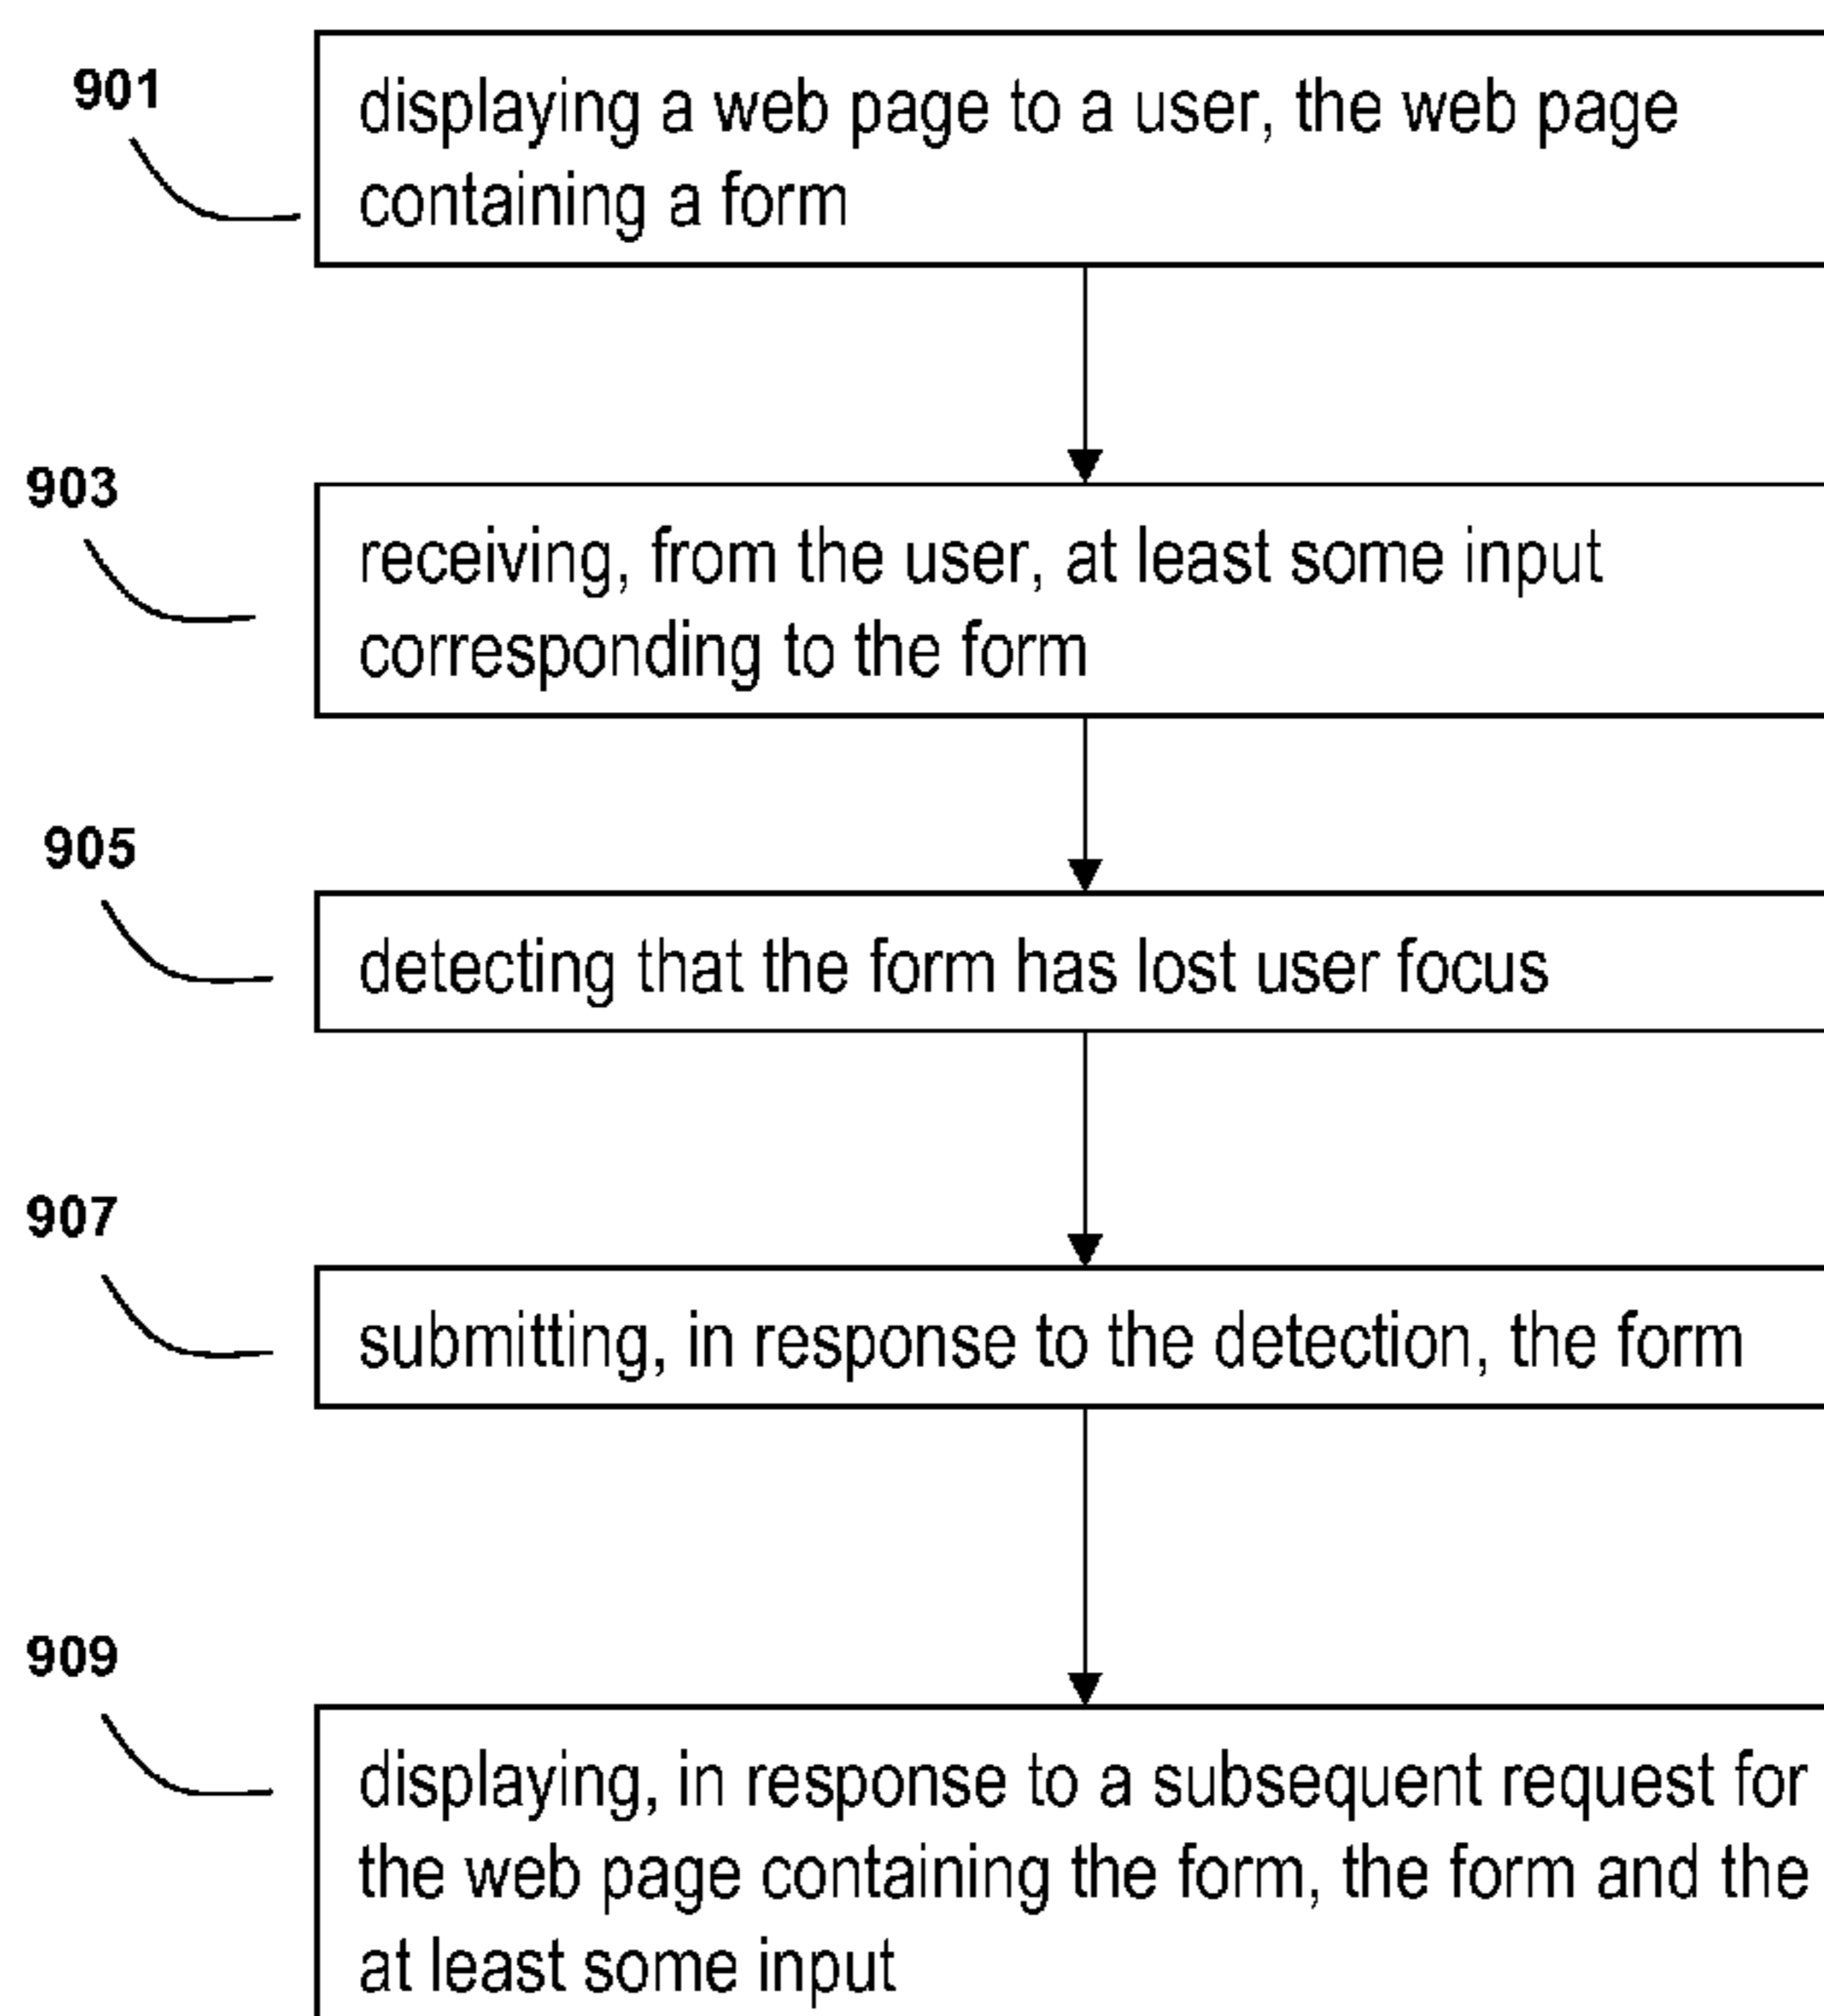 901
displaying a web page to a user, the web page
containing a form
903
receiving, from the user, at least some input
corresponding to the form
905
detecting that the form has lost user focus
907
submitting, in response to the detection, the form
909
displaying, in response to a subsequent request for
the web page containing the form, the form and the
at least some input